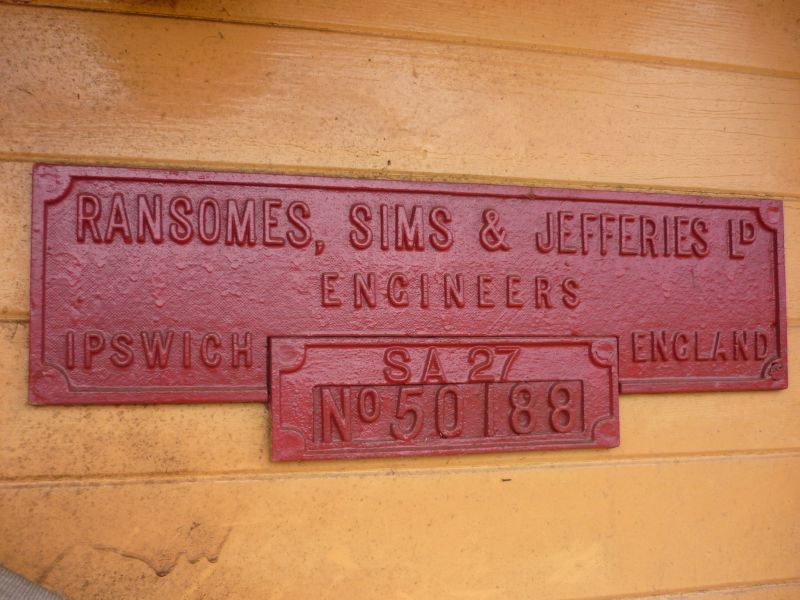 RANSOMES, SIMS & JEFFERIES LD
ENGINEERS
IPSWICH ENGLAND
SA 27
No 50188